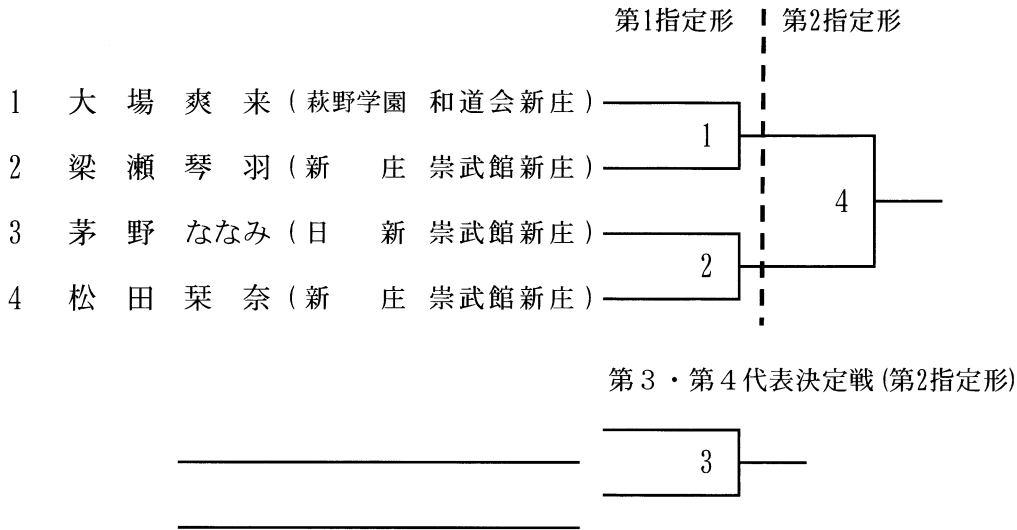 第1指定形 第2指定形
1 大場爽来(萩野学園 和道会新庄)
1
2 梁瀬琴羽(新庄 崇武館新庄)
4
3 茅野ななみ(日新 崇武館新庄)
2
4 松田栞奈(新庄 崇武館新庄)
第3・第4代表決定戦(第2指定形)
3